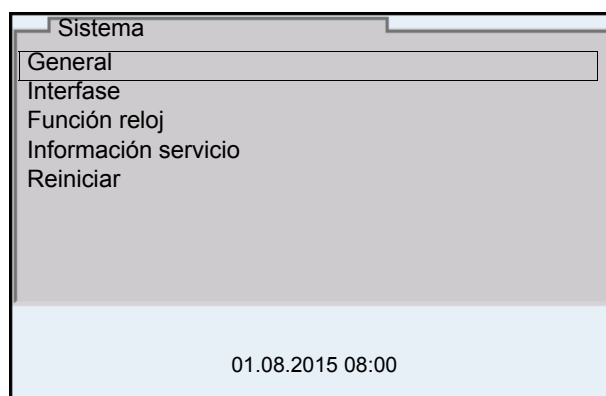 Sistema
General
Interfase
Función reloj
Información servicio
Reiniciar
01.08.2015 08:00